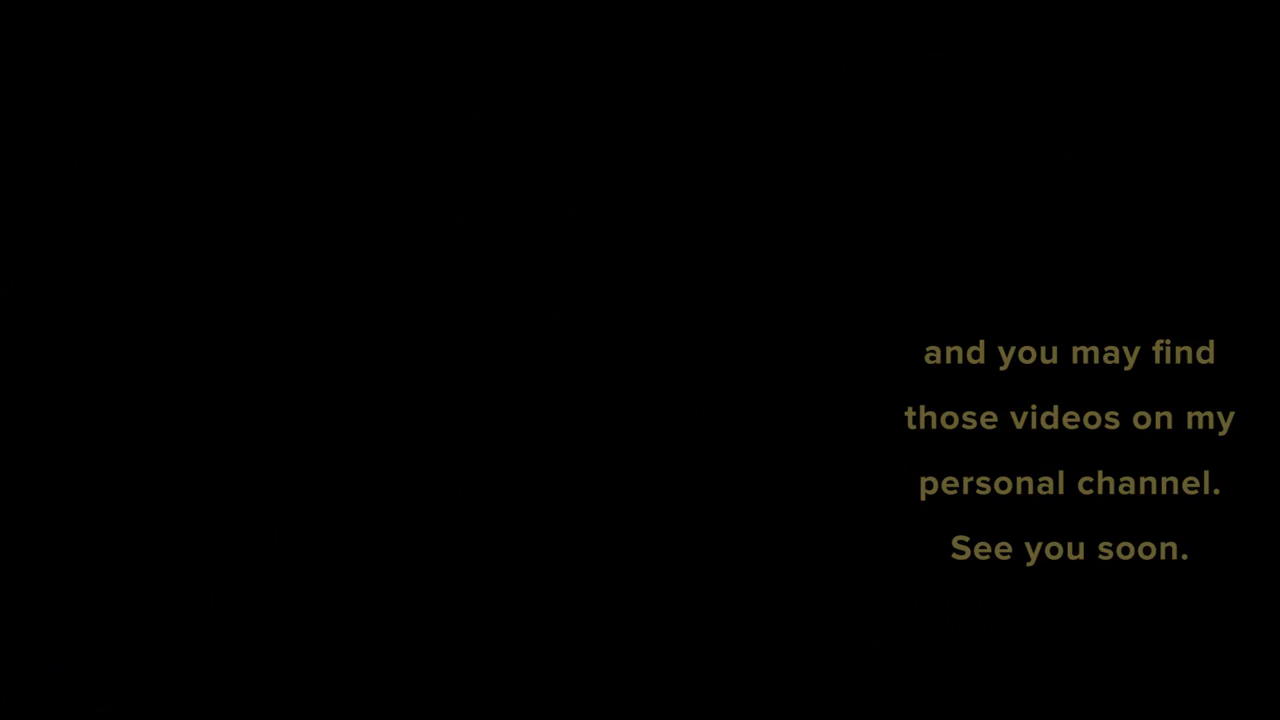 and you may find
those videos on my
personal channel.
See you soon.